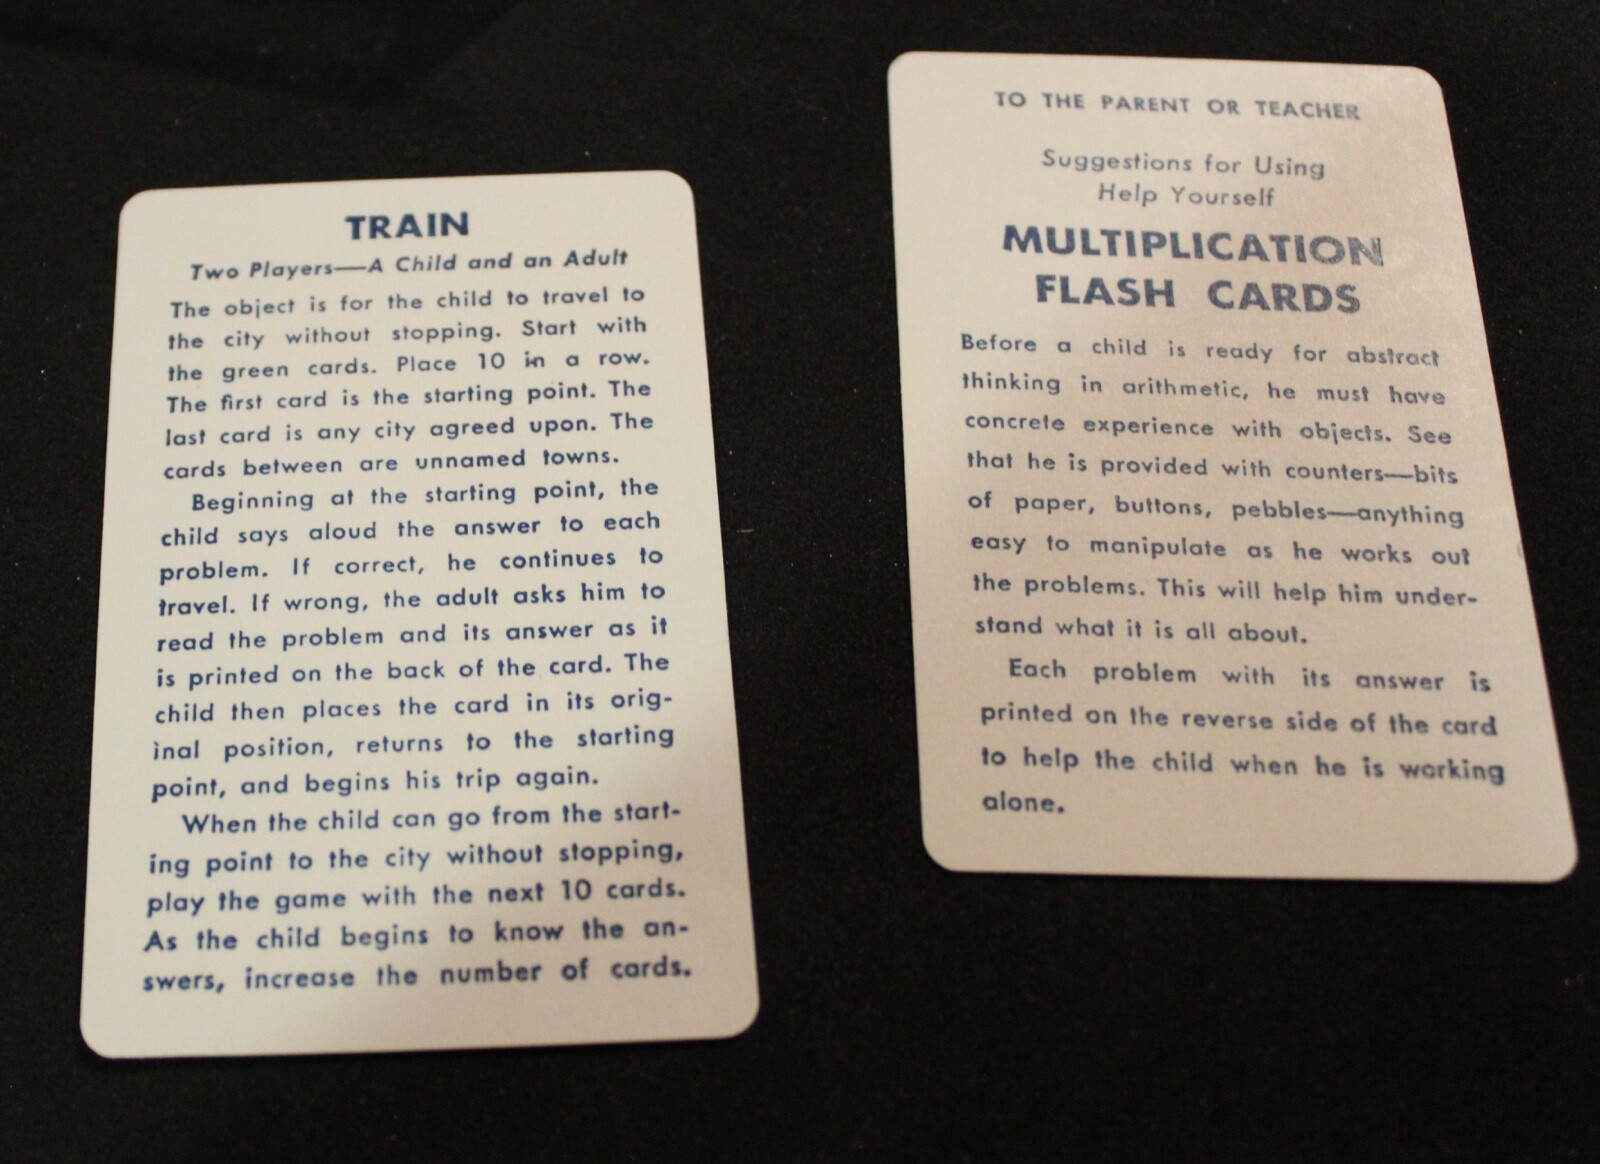 TRAIN
Two Players—A Child and an Adult
The object is for the child to travel to
the city without stopping. Start with
the green cards. Place 10 in a row.
The first card is the starting point. The
last card is any city agreed upon. The
cards between are unnamed towns.
Beginning at the starting point, the
child says aloud the answer to each
problem. If correct, he continues to
travel. If wrong, the adult asks him to
read the problem and its answer as it
is printed on the back of the card. The
child then places the card in its orig-
inal position, returns to the starting
point, and begins his trip again.
When the child can go from the start-
ing point to the city without stopping,
play the game with the next 10 cards.
As the child begins to know the an-
swers, increase the number of cards.
TO THE PARENT OR TEACHER
Suggestions for Using
Help Yourself
MULTIPLICATION
FLASH CARDS
Before a child is ready for abstract
thinking in arithmetic, he must have
concrete experience with objects. See
that he is provided with counters—bits
of paper, buttons, pebbles—anything
easy to manipulate as he works out
the problems. This will help him under-
stand what it is all about.
Each problem with its answer is
printed on the reverse side of the card
to help the child when he is working
alone.